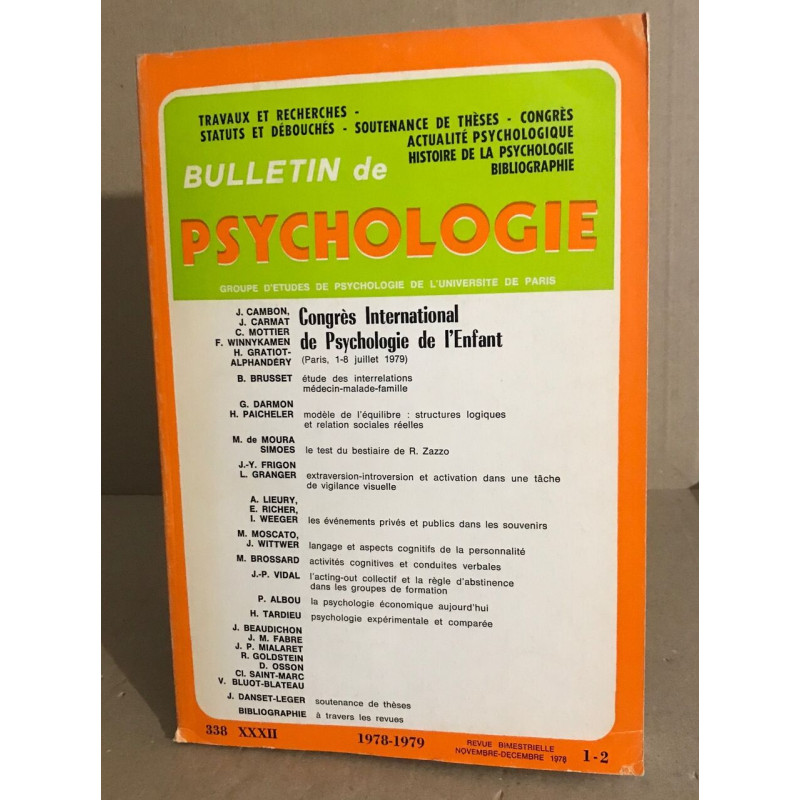 TRAVAUX ET RECHERCHES -
STATUTS ET DÉBOUCHÉS - SOUTENANCE DE THÈSES - CONGRÈS
ACTUALITÉ PSYCHOLOGIQUE
HISTOIRE DE LA PSYCHOLOGIE
BIBLIOGRAPHIE
BULLETIN de
PSYCHOLOGIE
GROUPE D'ETUDES DE PSYCHOLOGIE DE L'UNIVERSITE DE PARIS
J. CAMBON,
J. CARMAT
C. MOTTIER
F. WINNYKAMEN
H. GRATIOT-
ALPHANDÉRY
Congrès International
de Psychologie de l'Enfant
(Paris, 1-8 juillet 1979)
B. BRUSSET étude des interrelations
médecin-malade-famille
G. DARMON
H. PAICHELER modèle de l'équilibre : structures logiques
et relation sociales réelles
M. de MOURA
SIMOES le test du bestiaire de R. Zazzo
J.-Y. FRIGON
L. GRANGER extraversion-introversion et activation dans une tâche
de vigilance visuelle
A. LIEURY,
E. RICHER,
I. WEEGER les événements privés et publics dans les souvenirs
M. MOSCATO,
J. WITTWER langage et aspects cognitifs de la personnalité
M. BROSSARD activités cognitives et conduites verbales
J.-P. VIDAL l'acting-out collectif et la règle d'abstinence
dans les groupes de formation
P. ALBOU la psychologie économique aujourd'hui
H. TARDIEU psychologie expérimentale et comparée
J. BEAUDICHON
J. M. FABRE
J. P. MIALARET
R. GOLDSTEIN
D. OSSON
Cl. SAINT-MARC
V. BLUOT-BLATEAU
J. DANSET-LEGER soutenance de thèses
BIBLIOGRAPHIE à travers les revues
338 XXXII 1978-1979 REVUE BIMESTRIELLE
NOVEMBRE-DECEMBRE 1978 1-2